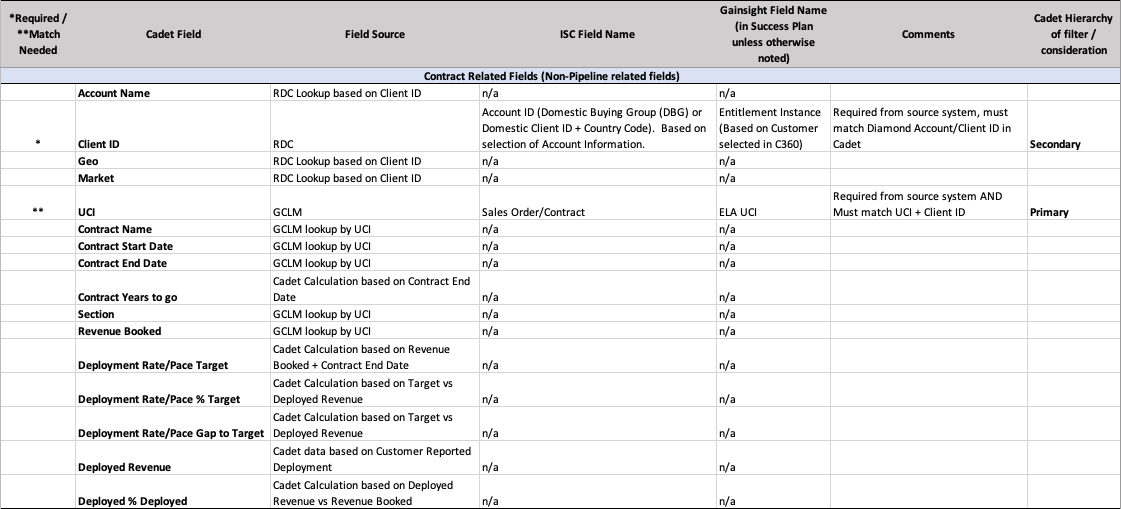 *Required / **Match Needed | Cadet Field | Field Source | ISC Field Name | Gainsight Field Name (in Success Plan unless otherwise noted) | Comments | Cadet Hierarchy of filter / consideration
Contract Related Fields (Non-Pipeline related fields)
Account Name | RDC Lookup based on Client ID | n/a | n/a
* | Client ID | RDC | Account ID (Domestic Buying Group (DBG) or Domestic Client ID + Country Code). Based on selection of Account Information. | Entitlement Instance (Based on Customer selected in C360) | Required from source system, must match Diamond Account/Client ID in Cadet | Secondary
Geo | RDC Lookup based on Client ID | n/a | n/a
Market | RDC Lookup based on Client ID | n/a | n/a
** | UCI | GCLM | Sales Order/Contract | ELA UCI | Required from source system AND Must match UCI + Client ID | Primary
Contract Name | GCLM lookup by UCI | n/a | n/a
Contract Start Date | GCLM lookup by UCI | n/a | n/a
Contract End Date | GCLM lookup by UCI | n/a | n/a
Contract Years to go | Cadet Calculation based on Contract End Date | n/a | n/a
Section | GCLM lookup by UCI | n/a | n/a
Revenue Booked | GCLM lookup by UCI | n/a | n/a
Deployment Rate/Pace Target | Cadet Calculation based on Revenue Booked + Contract End Date | n/a | n/a
Deployment Rate/Pace % Target | Cadet Calculation based on Target vs Deployed Revenue | n/a | n/a
Deployment Rate/Pace Gap to Target | Cadet Calculation based on Target vs Deployed Revenue | n/a | n/a
Deployed Revenue | Cadet data based on Customer Reported Deployment | n/a | n/a
Deployed % Deployed | Cadet Calculation based on Deployed Revenue vs Revenue Booked | n/a | n/a